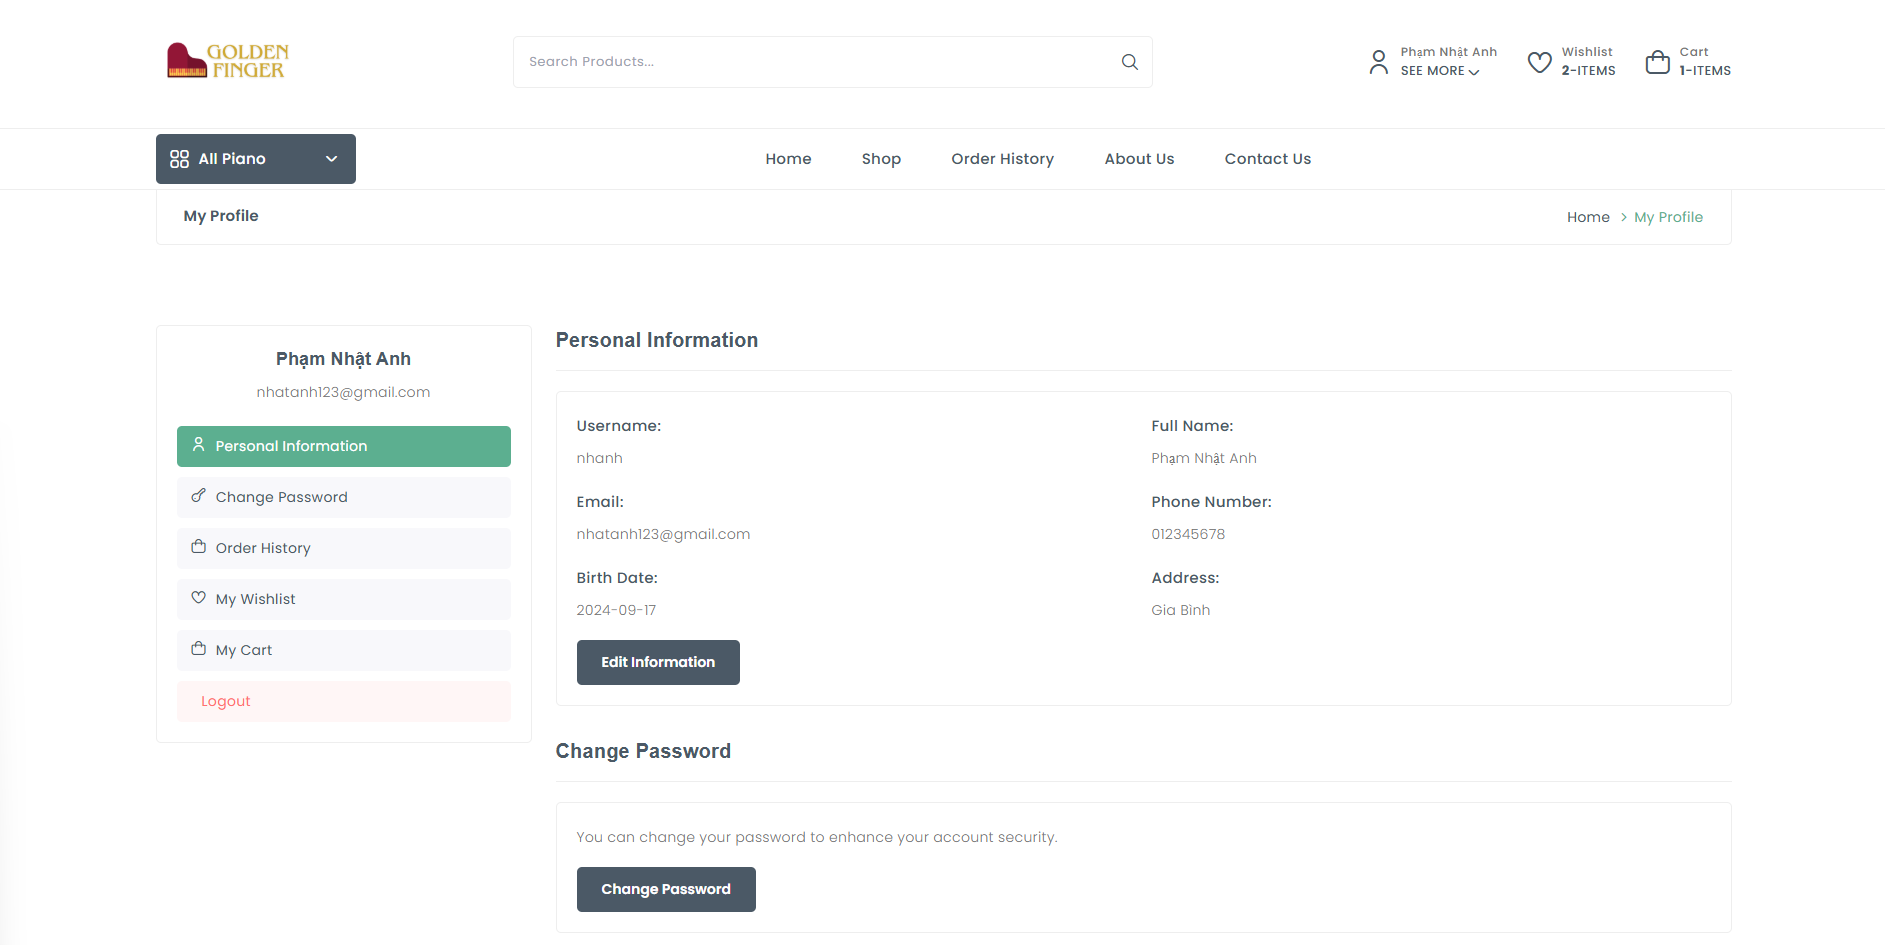 GOLDEN
FINGER
Search Products...
Phạm Nhật Anh
SEE MORE
Wishlist
2-ITEMS
Cart
1-ITEMS
All Piano
Home
Shop
Order History
About Us
Contact Us
My Profile
Home > My Profile
Phạm Nhật Anh
nhatanh123@gmail.com
Personal Information
Change Password
Order History
My Wishlist
My Cart
Logout
Personal Information
Username:
nhanh
Full Name:
Phạm Nhật Anh
Email:
nhatanh123@gmail.com
Phone Number:
012345678
Birth Date:
2024-09-17
Address:
Gia Bình
Edit Information
Change Password
You can change your password to enhance your account security.
Change Password